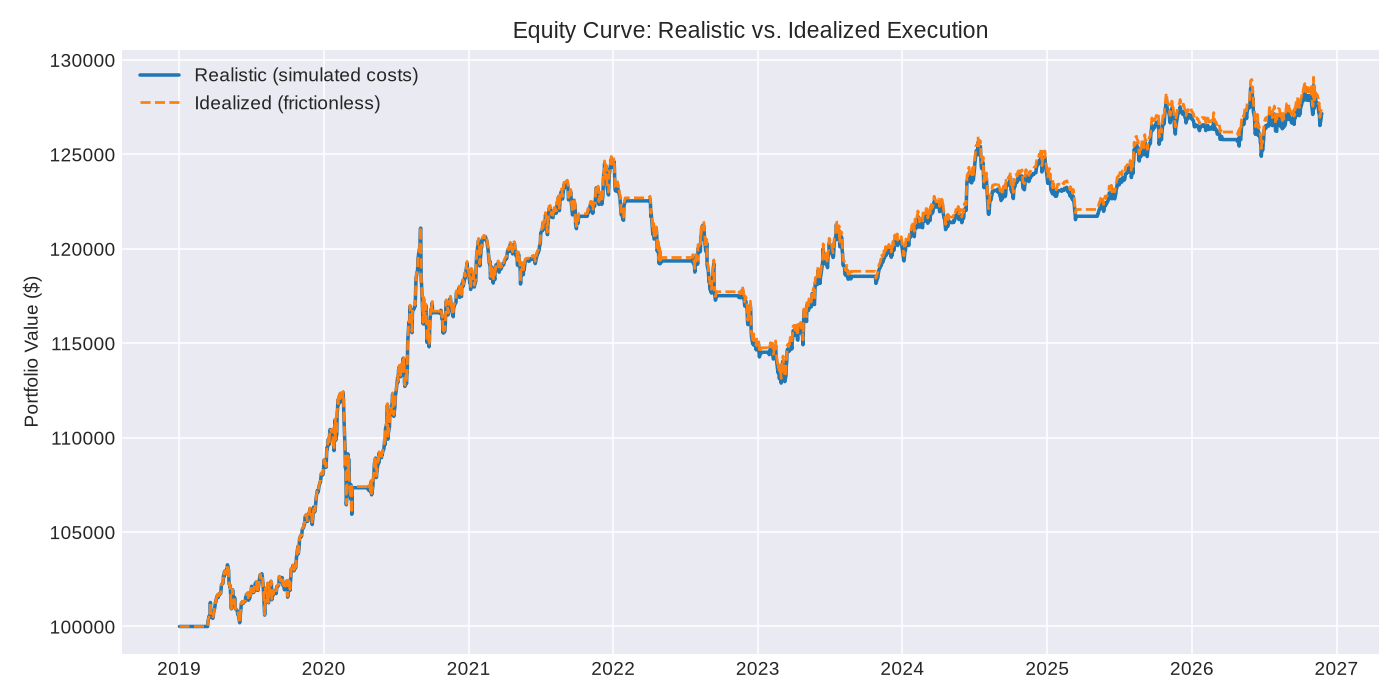 Equity Curve: Realistic vs. Idealized Execution
Realistic (simulated costs)
Idealized (frictionless)
Portfolio Value ($)
130000
125000
120000
115000
110000
105000
100000
2019 2020 2021 2022 2023 2024 2025 2026 2027